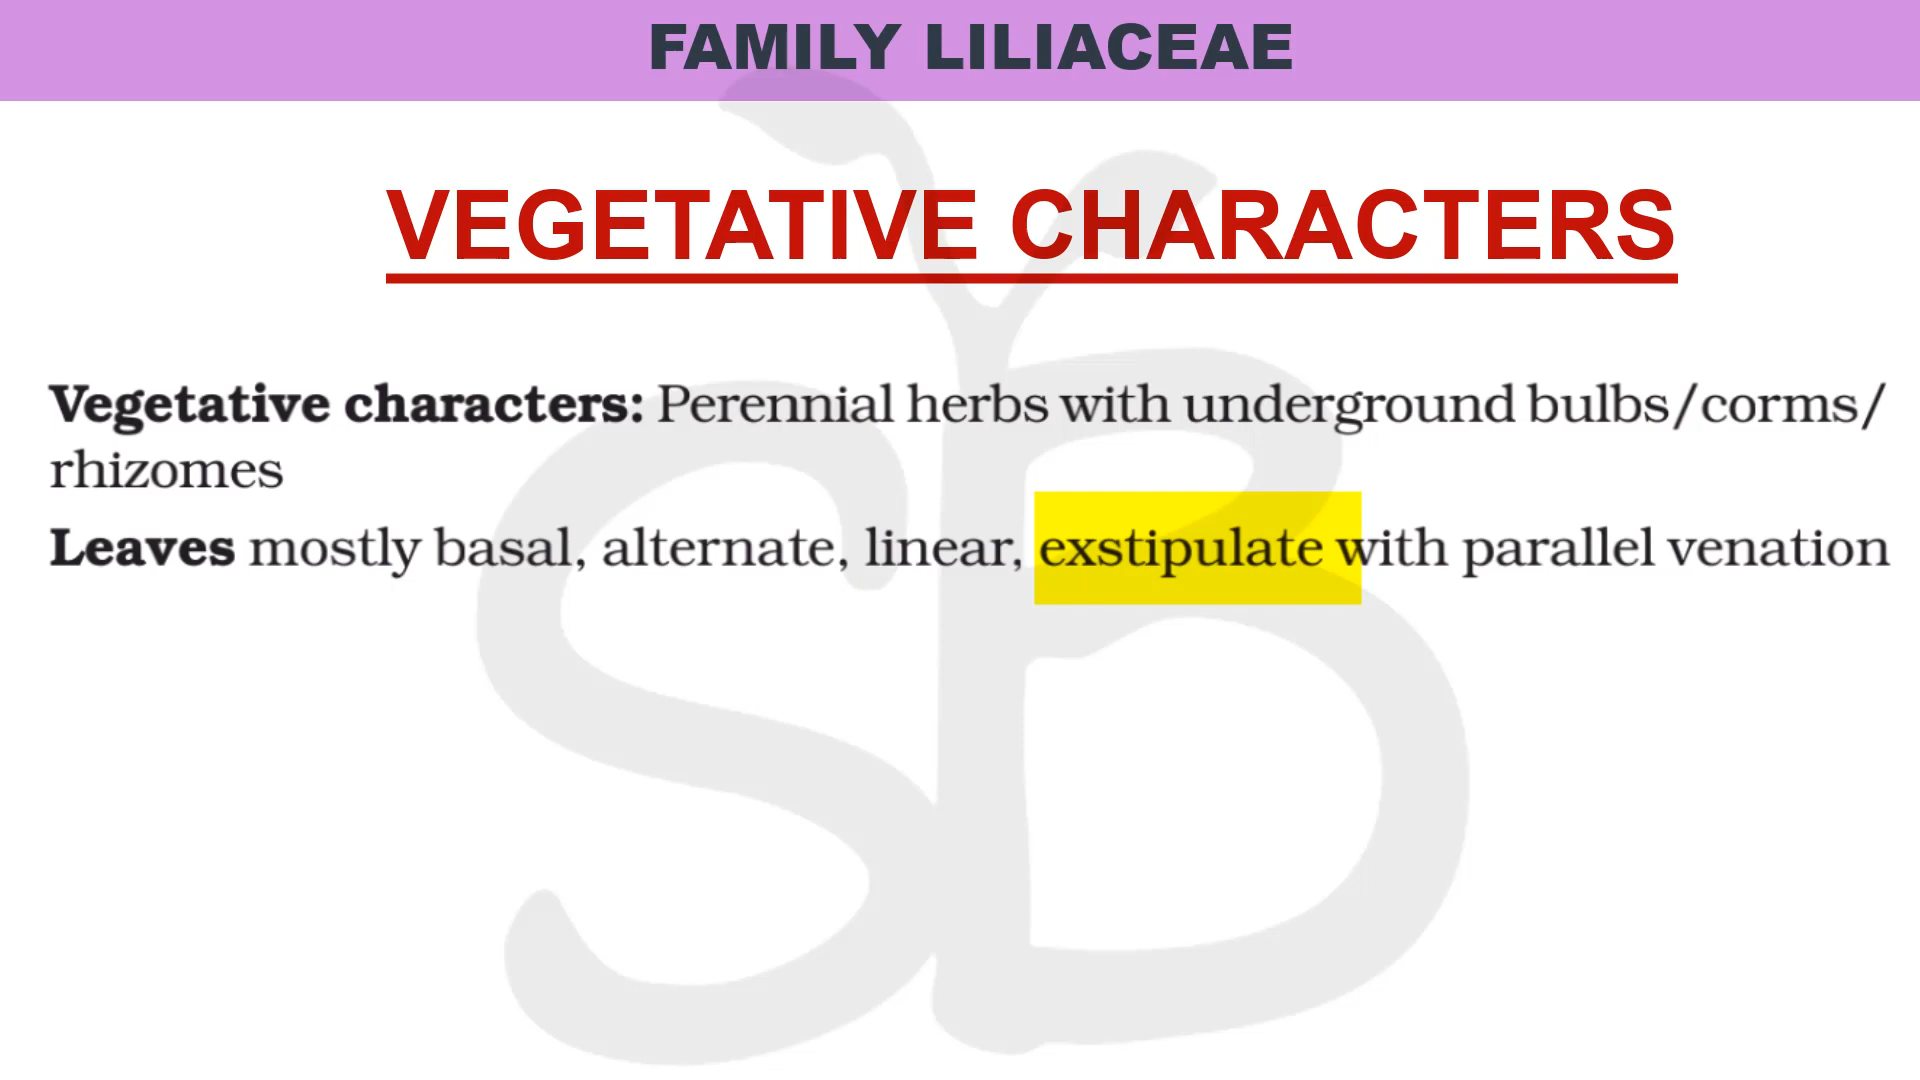 FAMILY LILIACEAE
VEGETATIVE CHARACTERS
Vegetative characters: Perennial herbs with underground bulbs/corms/
rhizomes
Leaves mostly basal, alternate, linear, exstipulate with parallel venation
SB